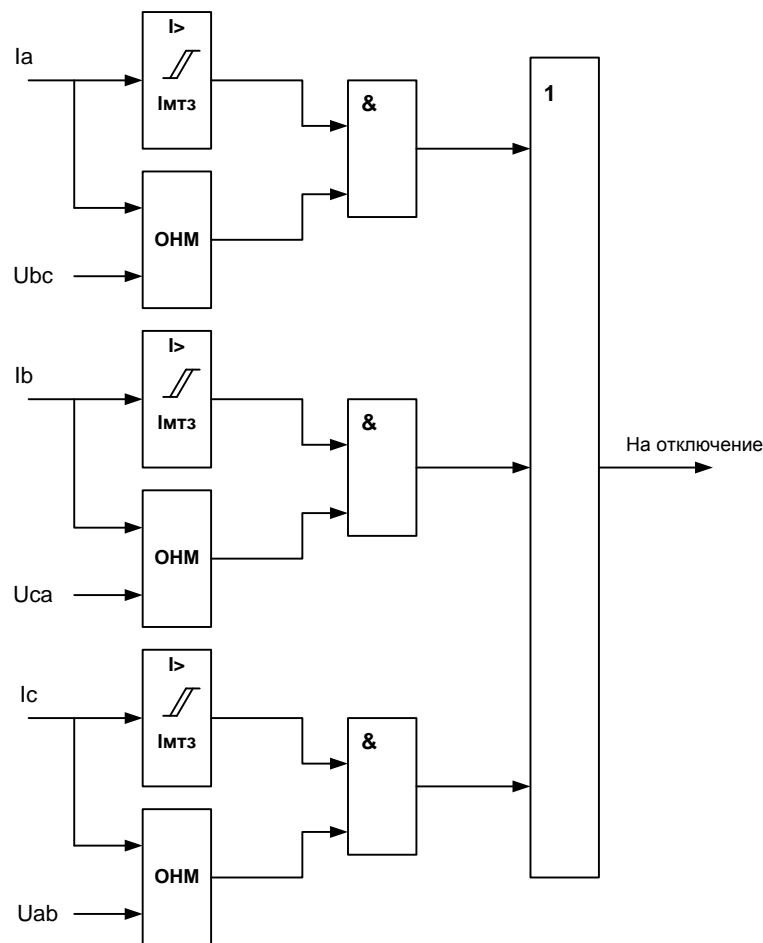 I>
Ia
Iмтз
1
&
ОНМ
Ubc
I>
Ib
Iмтз
&
На отключение
ОНМ
Uca
I>
Ic
Iмтз
&
ОНМ
Uab